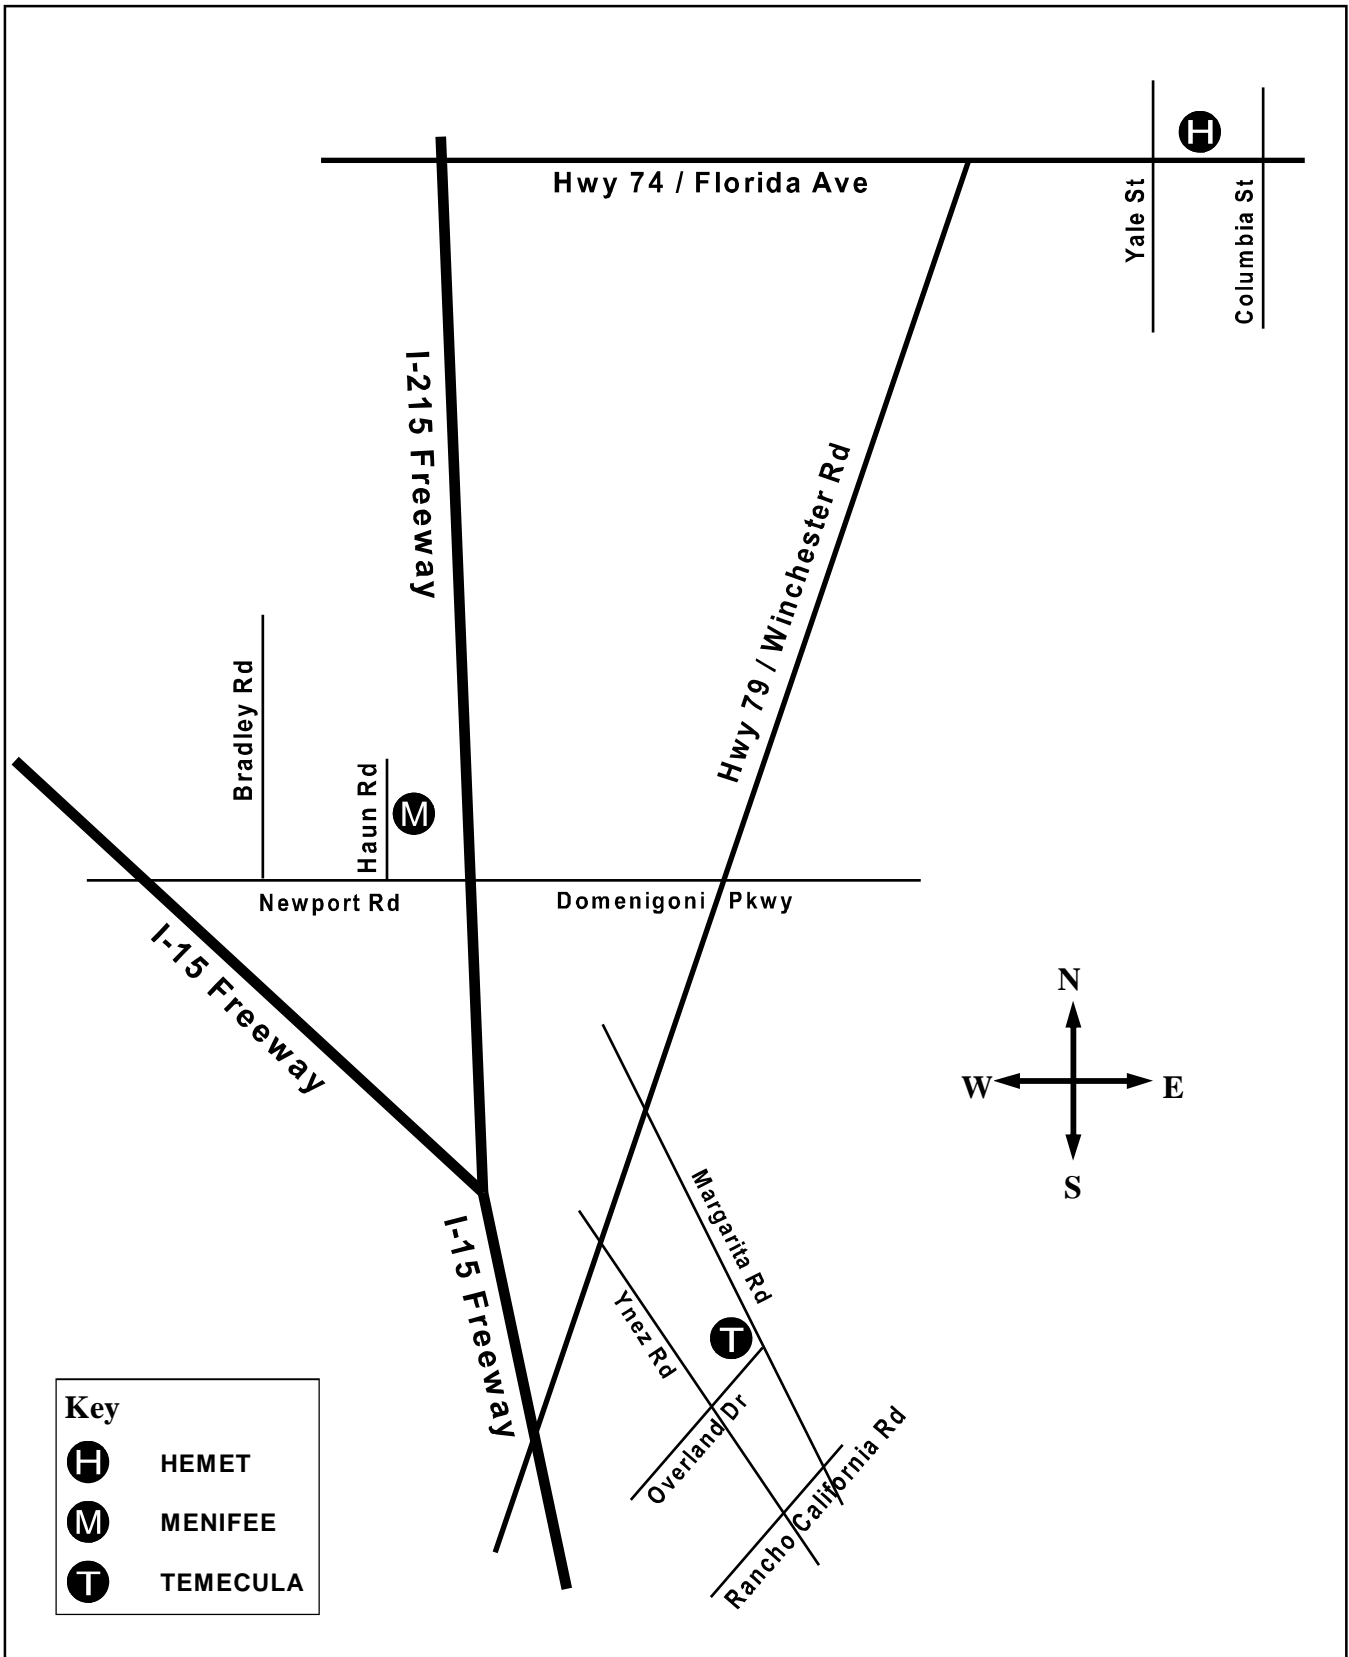 H
Hwy 74 / Florida Ave
Yale St
Columbia St
I-215 Freeway
Hwy 79 / Winchester Rd
Bradley Rd
Haun Rd
M
Newport Rd
Domenigoni Pkwy
I-15 Freeway
N
W
E
S
Margarita Rd
I-15 Freeway
Ynez Rd
T
Overland Dr
Rancho California Rd
Key
H HEMET
M MENIFEE
T TEMECULA